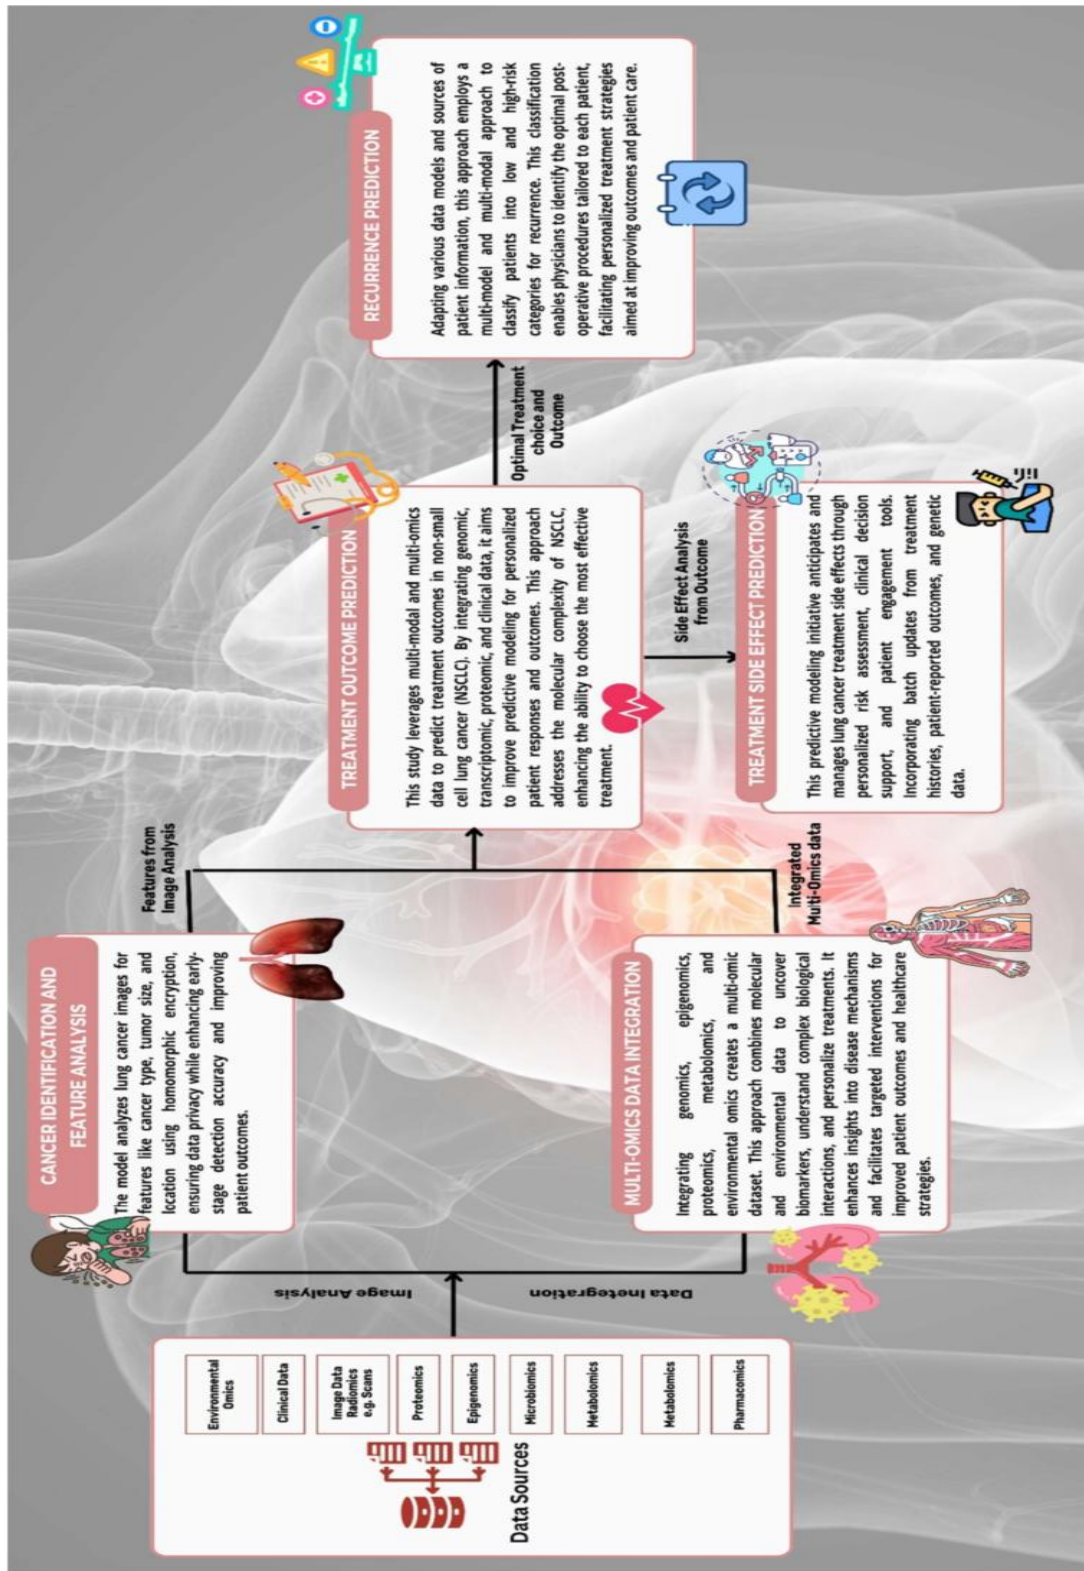 Data Sources
Environmental
Omics
Clinical Data
Image Data
Radiomics
e.g. Scans
Proteomics
Epigenomics
Microbiomics
Metabolomics
Metabolomics
Pharmacomics
Image Analysis
Data Inetegration
CANCER IDENTIFICATION AND
FEATURE ANALYSIS
The model analyzes lung cancer images for
features like cancer type, tumor size, and
location using homomorphic encryption,
ensuring data privacy while enhancing early-
stage detection accuracy and improving
patient outcomes.
MULTI-OMICS DATA INTEGRATION
Integrating genomics, epigenomics,
proteomics, metabolomics, and
environmental omics creates a multi-omic
dataset. This approach combines molecular
and environmental data to uncover
biomarkers, understand complex biological
interactions, and personalize treatments. It
enhances insights into disease mechanisms
and facilitates targeted interventions for
improved patient outcomes and healthcare
strategies.
Features from
Image Analysis
Integrated
Multi-Omics data
TREATMENT OUTCOME PREDICTION
This study leverages multi-modal and multi-omics
data to predict treatment outcomes in non-small
cell lung cancer (NSCLC). By integrating genomic,
transcriptomic, proteomic, and clinical data, it aims
to improve predictive modeling for personalized
patient responses and outcomes. This approach
addresses the molecular complexity of NSCLC,
enhancing the ability to choose the most effective
treatment.
Side Effect Analysis
from Outcome
TREATMENT SIDE EFFECT PREDICTION
This predictive modeling initiative anticipates and
manages lung cancer treatment side effects through
personalized risk assessment, clinical decision
support, and patient engagement tools.
Incorporating batch updates from treatment
histories, patient-reported outcomes, and genetic
data.
Optimal Treatment
choice and
Outcome
RECURRENCE PREDICTION
Adapting various data models and sources of
patient information, this approach employs a
multi-model and multi-modal approach to
classify patients into low and high-risk
categories for recurrence. This classification
enables physicians to identify the optimal post-
operative procedures tailored to each patient,
facilitating personalized treatment strategies
aimed at improving outcomes and patient care.